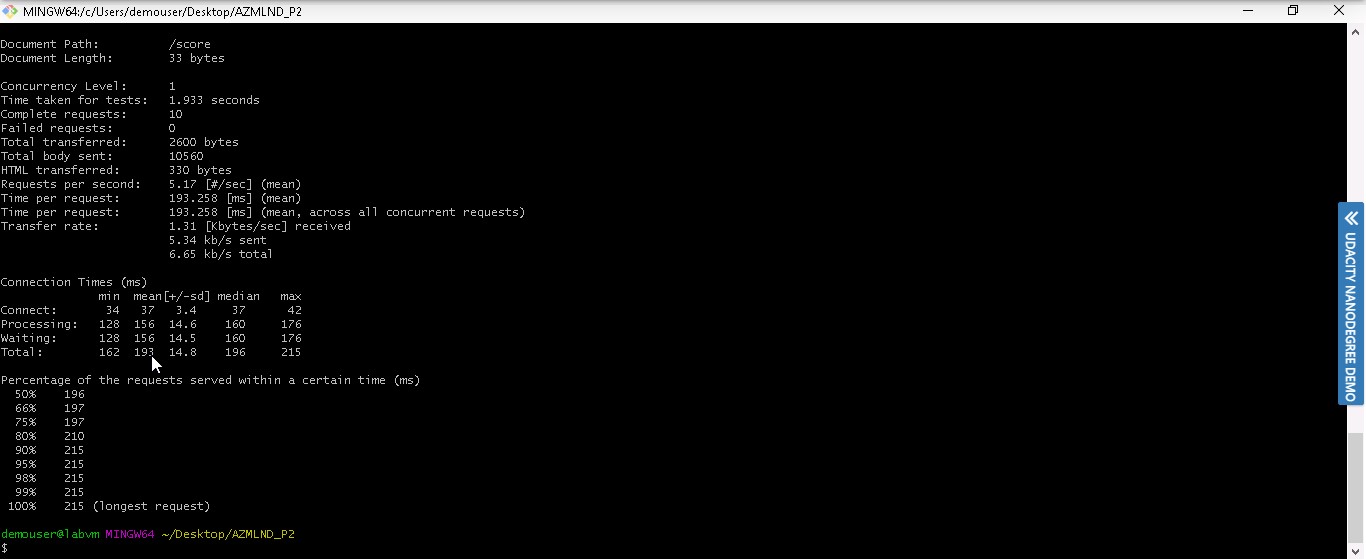 MINGW64:/c/Users/demouser/Desktop/AZMLND_P2
Document Path:          /score
Document Length:        33 bytes
Concurrency Level:      1
Time taken for tests:   1.933 seconds
Complete requests:      10
Failed requests:        0
Total transferred:      2600 bytes
Total body sent:        10560
HTML transferred:       330 bytes
Requests per second:    5.17 [#/sec] (mean)
Time per request:       193.258 [ms] (mean)
Time per request:       193.258 [ms] (mean, across all concurrent requests)
Transfer rate:          1.31 [Kbytes/sec] received
                        5.34 kb/s sent
                        6.65 kb/s total
Connection Times (ms)
              min  mean[+/-sd] median   max
Connect:       34   37   3.4     37      42
Processing:   128  156  14.6    160     176
Waiting:      128  156  14.5    160     176
Total:        162  193  14.8    196     215
Percentage of the requests served within a certain time (ms)
  50%    196
  66%    197
  75%    197
  80%    210
  90%    215
  95%    215
  98%    215
  99%    215
 100%    215 (longest request)
demouser@labvm MINGW64 ~/Desktop/AZMLND_P2
$
UDACITY NANODEGREE DEMO